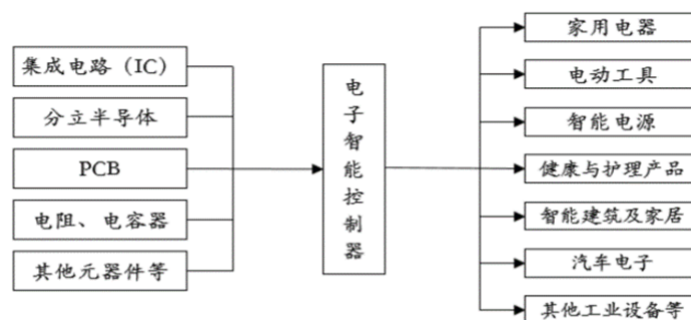 集成电路（IC）
分立半导体
PCB
电阻、电容器
其他元器件等
电子智能控制器
家用电器
电动工具
智能电源
健康与护理产品
智能建筑及家居
汽车电子
其他工业设备等